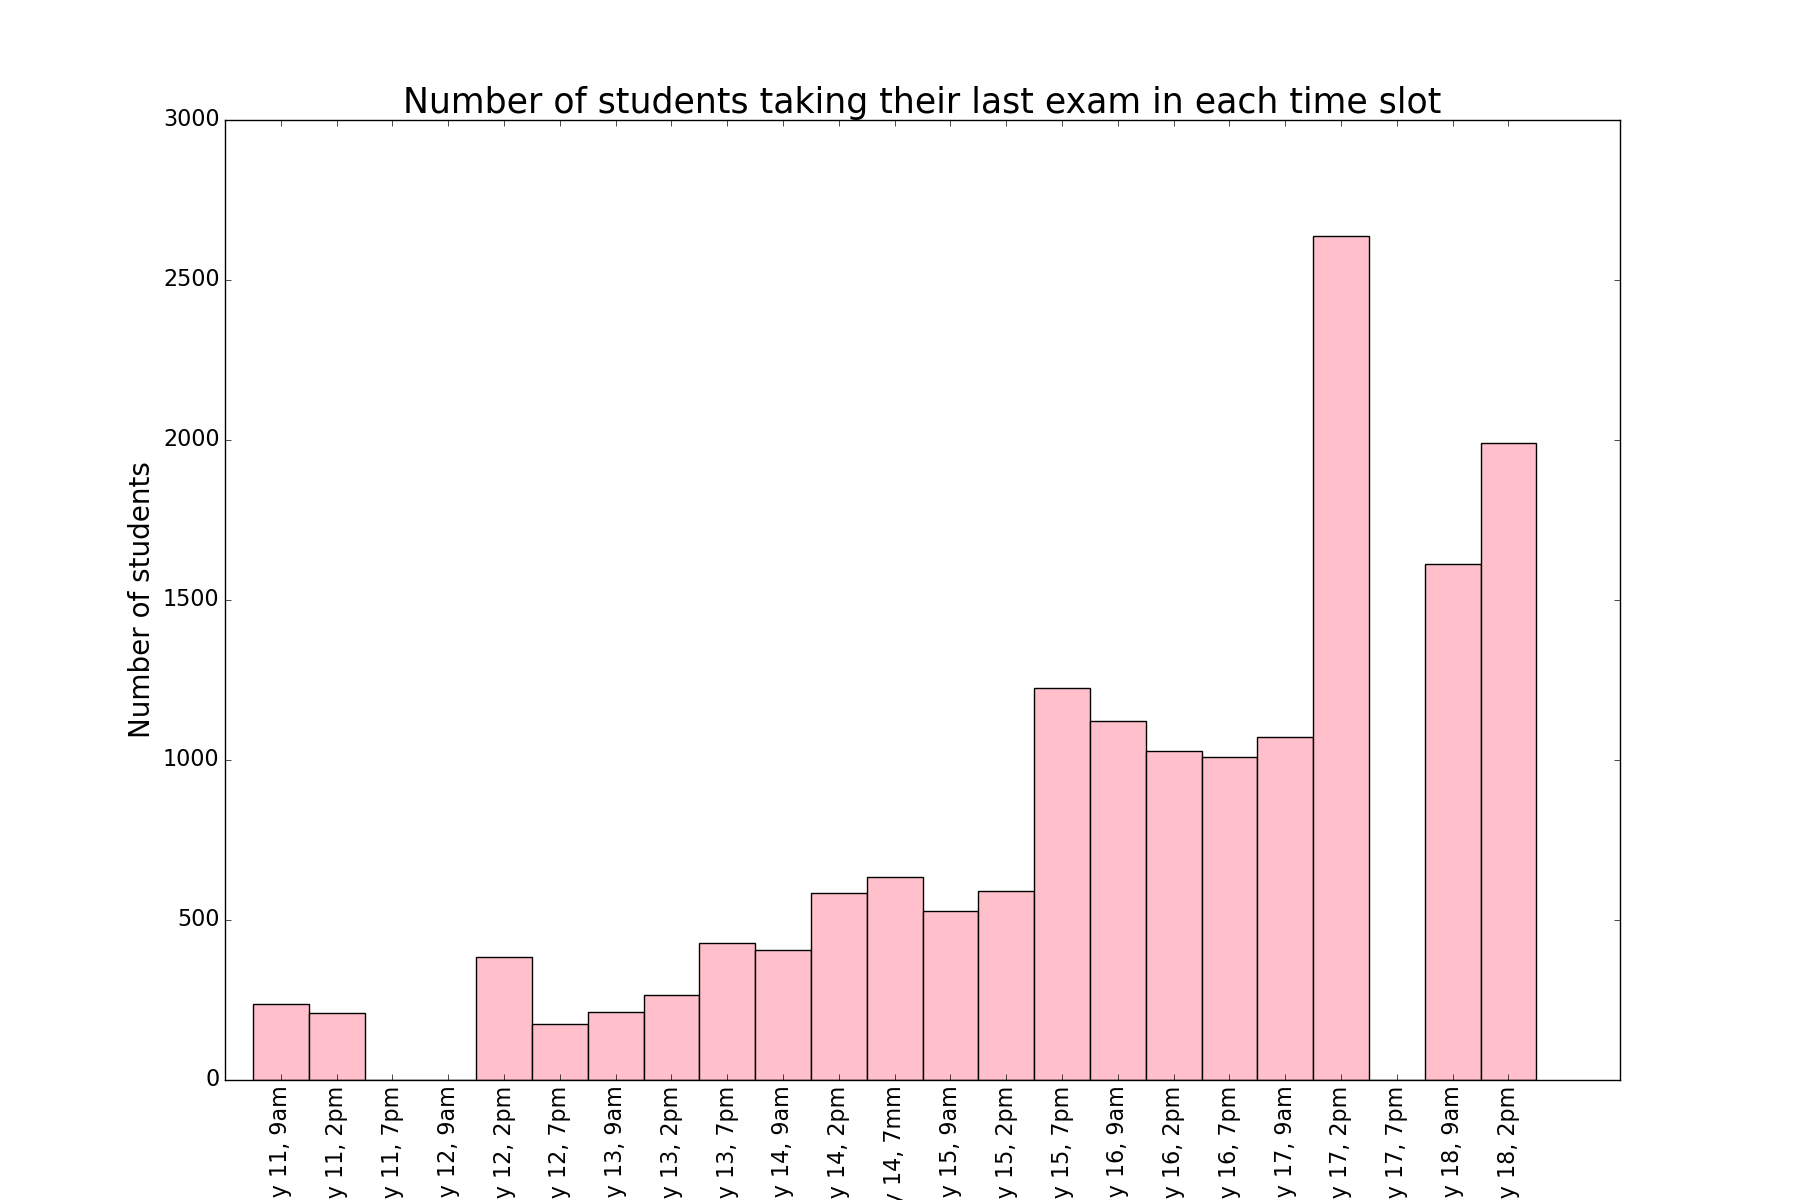 Number of students taking their last exam in each time slot
Number of students
3000
2500
2000
1500
1000
500
0
y 11, 9am
y 11, 2pm
y 11, 7pm
y 12, 9am
y 12, 2pm
y 12, 7pm
y 13, 9am
y 13, 2pm
y 13, 7pm
y 14, 9am
y 14, 2pm
y 14, 7mm
y 15, 9am
y 15, 2pm
y 15, 7pm
y 16, 9am
y 16, 2pm
y 16, 7pm
y 17, 9am
y 17, 2pm
y 17, 7pm
y 18, 9am
y 18, 2pm